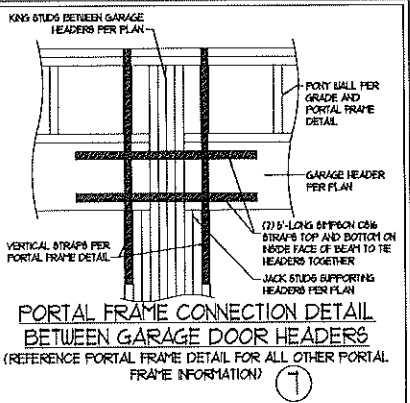 KING STUDS BETWEEN GARAGE
HEADERS PER PLAN
PONY WALL PER
GRADE AND
PORTAL FRAME
DETAIL
GARAGE HEADER
PER PLAN
(2) 5'-LONG SIMPSON CS16
STRAPS TOP AND BOTTOM ON
INSIDE FACE OF BEAM TO TIE
HEADERS TOGETHER
VERTICAL STRAPS PER
PORTAL FRAME DETAIL
JACK STUDS SUPPORTING
HEADERS PER PLAN
PORTAL FRAME CONNECTION DETAIL
BETWEEN GARAGE DOOR HEADERS
(REFERENCE PORTAL FRAME DETAIL FOR ALL OTHER PORTAL
FRAME INFORMATION)
7